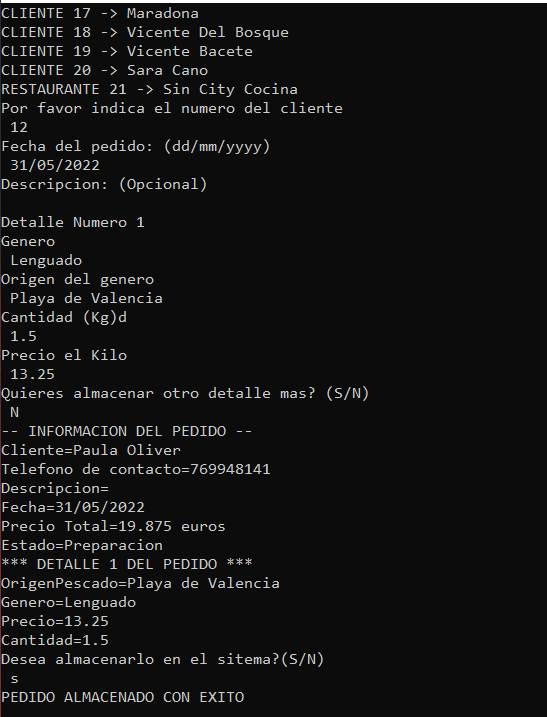 CLIENTE 17 -> Maradona
CLIENTE 18 -> Vicente Del Bosque
CLIENTE 19 -> Vicente Bacete
CLIENTE 20 -> Sara Cano
RESTAURANTE 21 -> Sin City Cocina
Por favor indica el numero del cliente
12
Fecha del pedido: (dd/mm/yyyy)
31/05/2022
Descripcion: (Opcional)
Detalle Numero 1
Genero
Lenguado
Origen del genero
Playa de Valencia
Cantidad (Kg)d
1.5
Precio el Kilo
13.25
Quieres almacenar otro detalle mas? (S/N)
N
-- INFORMACION DEL PEDIDO --
Cliente=Paula Oliver
Telefono de contacto=769948141
Descripcion=
Fecha=31/05/2022
Precio Total=19.875 euros
Estado=Preparacion
*** DETALLE 1 DEL PEDIDO ***
OrigenPescado=Playa de Valencia
Genero=Lenguado
Precio=13.25
Cantidad=1.5
Desea almacenarlo en el sitema?(S/N)
s
PEDIDO ALMACENADO CON EXITO